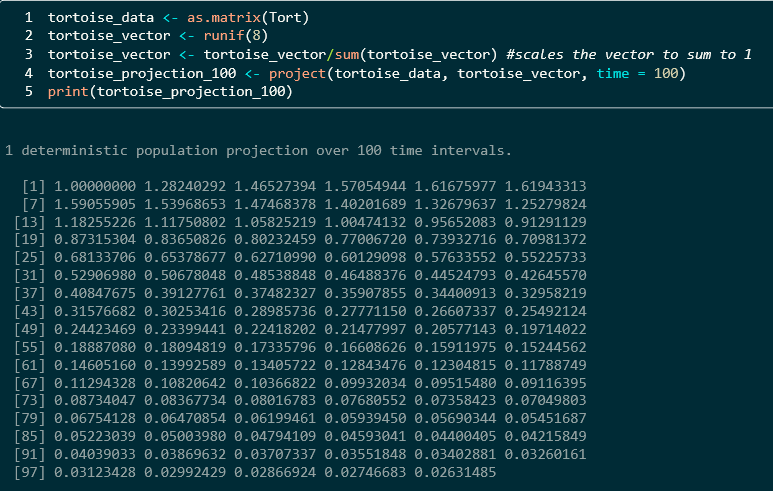 1 tortoise_data <- as.matrix(Tort)
2 tortoise_vector <- runif(8)
3 tortoise_vector <- tortoise_vector/sum(tortoise_vector) #scales the vector to sum to 1
4 tortoise_projection_100 <- project(tortoise_data, tortoise_vector, time = 100)
5 print(tortoise_projection_100)
1 deterministic population projection over 100 time intervals.
[1] 1.00000000 1.28240292 1.46527394 1.57054944 1.61675977 1.61943313
[7] 1.59055905 1.53968653 1.47468378 1.40201689 1.32679637 1.25279824
[13] 1.18255226 1.11750802 1.05825219 1.00474132 0.95652083 0.91291129
[19] 0.87315304 0.83650826 0.80232459 0.77006720 0.73932716 0.70981372
[25] 0.68133706 0.65378677 0.62710990 0.60129098 0.57633552 0.55225733
[31] 0.52906980 0.50678048 0.48538848 0.46488376 0.44524793 0.42645570
[37] 0.40847675 0.39127761 0.37482327 0.35907855 0.34400913 0.32958219
[43] 0.31576682 0.30253416 0.28985736 0.27771150 0.26607337 0.25492124
[49] 0.24423469 0.23399441 0.22418202 0.21477997 0.20577143 0.19714022
[55] 0.18887080 0.18094819 0.17335796 0.16608626 0.15911975 0.15244562
[61] 0.14605160 0.13992589 0.13405722 0.12843476 0.12304815 0.11788749
[67] 0.11294328 0.10820642 0.10366822 0.09932034 0.09515480 0.09116395
[73] 0.08734047 0.08367734 0.08016783 0.07680552 0.07358423 0.07049803
[79] 0.06754128 0.06470854 0.06199461 0.05939450 0.05690344 0.05451687
[85] 0.05223039 0.05003980 0.04794109 0.04593041 0.04400405 0.04215849
[91] 0.04039033 0.03869632 0.03707337 0.03551848 0.03402881 0.03260161
[97] 0.03123428 0.02992429 0.02866924 0.02746683 0.02631485